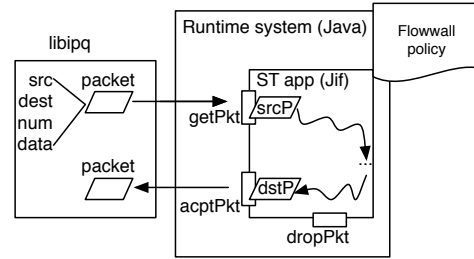 Runtime system (Java)
Flowwall
policy
libipq
src
dest
num
data
packet
getPkt
ST app (Jif)
srcP
...
packet
acptPkt
dstP
dropPkt